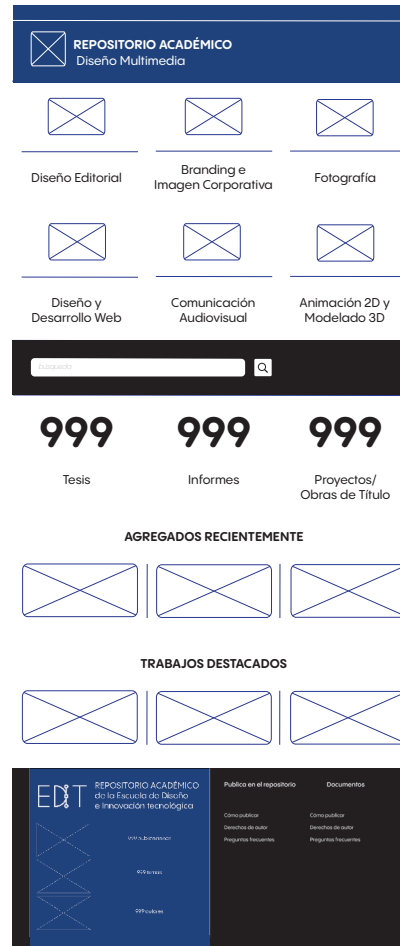 REPOSITORIO ACADÉMICO
Diseño Multimedia
Diseño Editorial
Branding e
Imagen Corporativa
Fotografía
Diseño y
Desarrollo Web
Comunicación
Audiovisual
Animación 2D y
Modelado 3D
búsqueda
999
999
999
Tesis
Informes
Proyectos/
Obras de Título
AGREGADOS RECIENTEMENTE
TRABAJOS DESTACADOS
EDIT
REPOSITORIO ACADÉMICO
de la Escuela de Diseño
e Innovación tecnológica
999
999 temas
999 autores
Publica en el repositorio
Cómo publicar
Derechos de autor
Preguntas frecuentes
Documentos
Cómo publicar
Derechos de autor
Preguntas frecuentes